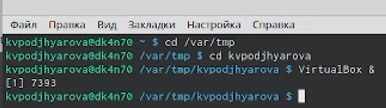 Файл Правка Вид Закладки Настройка Справка
kvpodjhyarova@dk4n70 ~ $ cd /var/tmp
kvpodjhyarova@dk4n70 /var/tmp $ cd kvpodjhyarova
kvpodjhyarova@dk4n70 /var/tmp/kvpodjhyarova $ VirtualBox &
[1] 7393
kvpodjhyarova@dk4n70 /var/tmp/kvpodjhyarova $